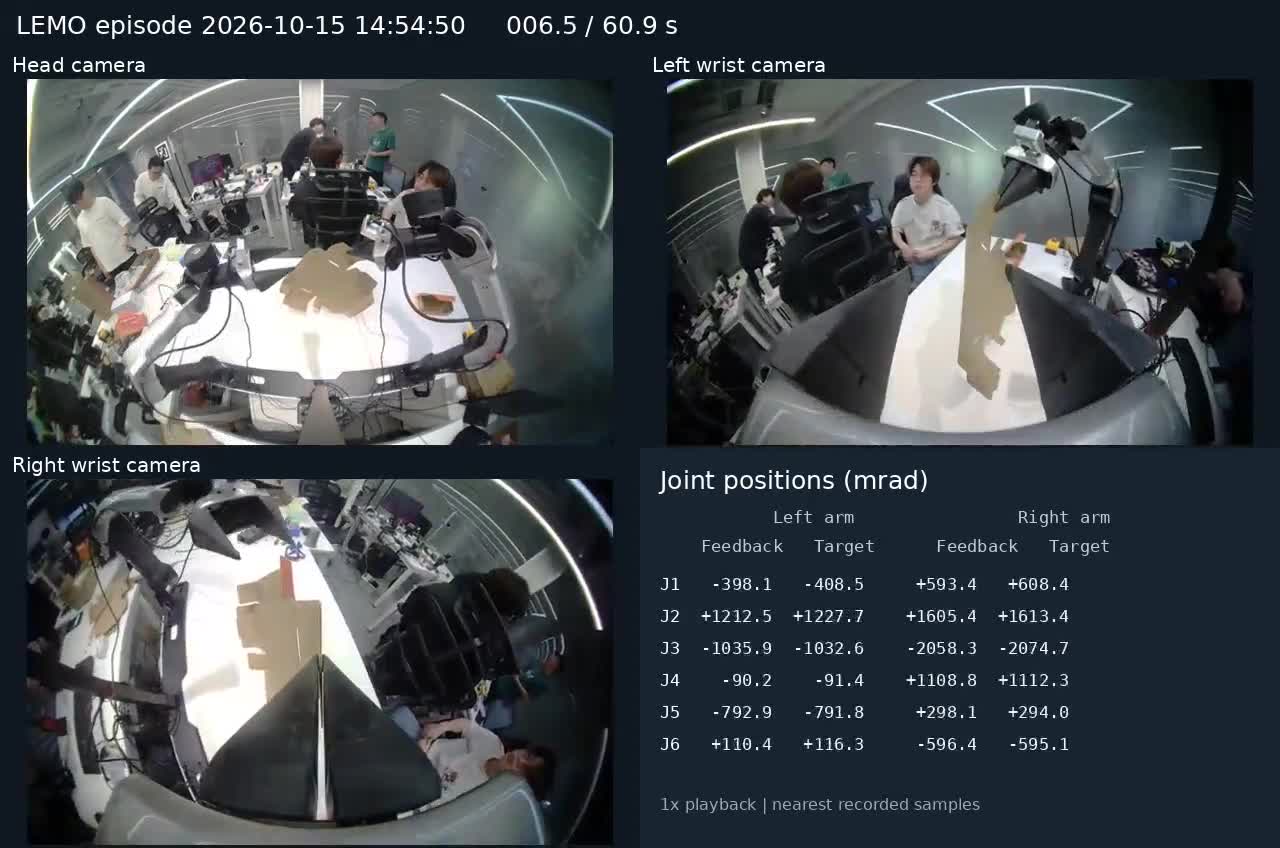 LEMO episode 2026-10-15 14:54:50     006.5 / 60.9 s
Head camera
Left wrist camera
Right wrist camera
Joint positions (mrad)
Left arm Right arm
Feedback Target Feedback Target
J1 -398.1 -408.5 +593.4 +608.4
J2 +1212.5 +1227.7 +1605.4 +1613.4
J3 -1035.9 -1032.6 -2058.3 -2074.7
J4 -90.2 -91.4 +1108.8 +1112.3
J5 -792.9 -791.8 +298.1 +294.0
J6 +110.4 +116.3 -596.4 -595.1
1x playback | nearest recorded samples